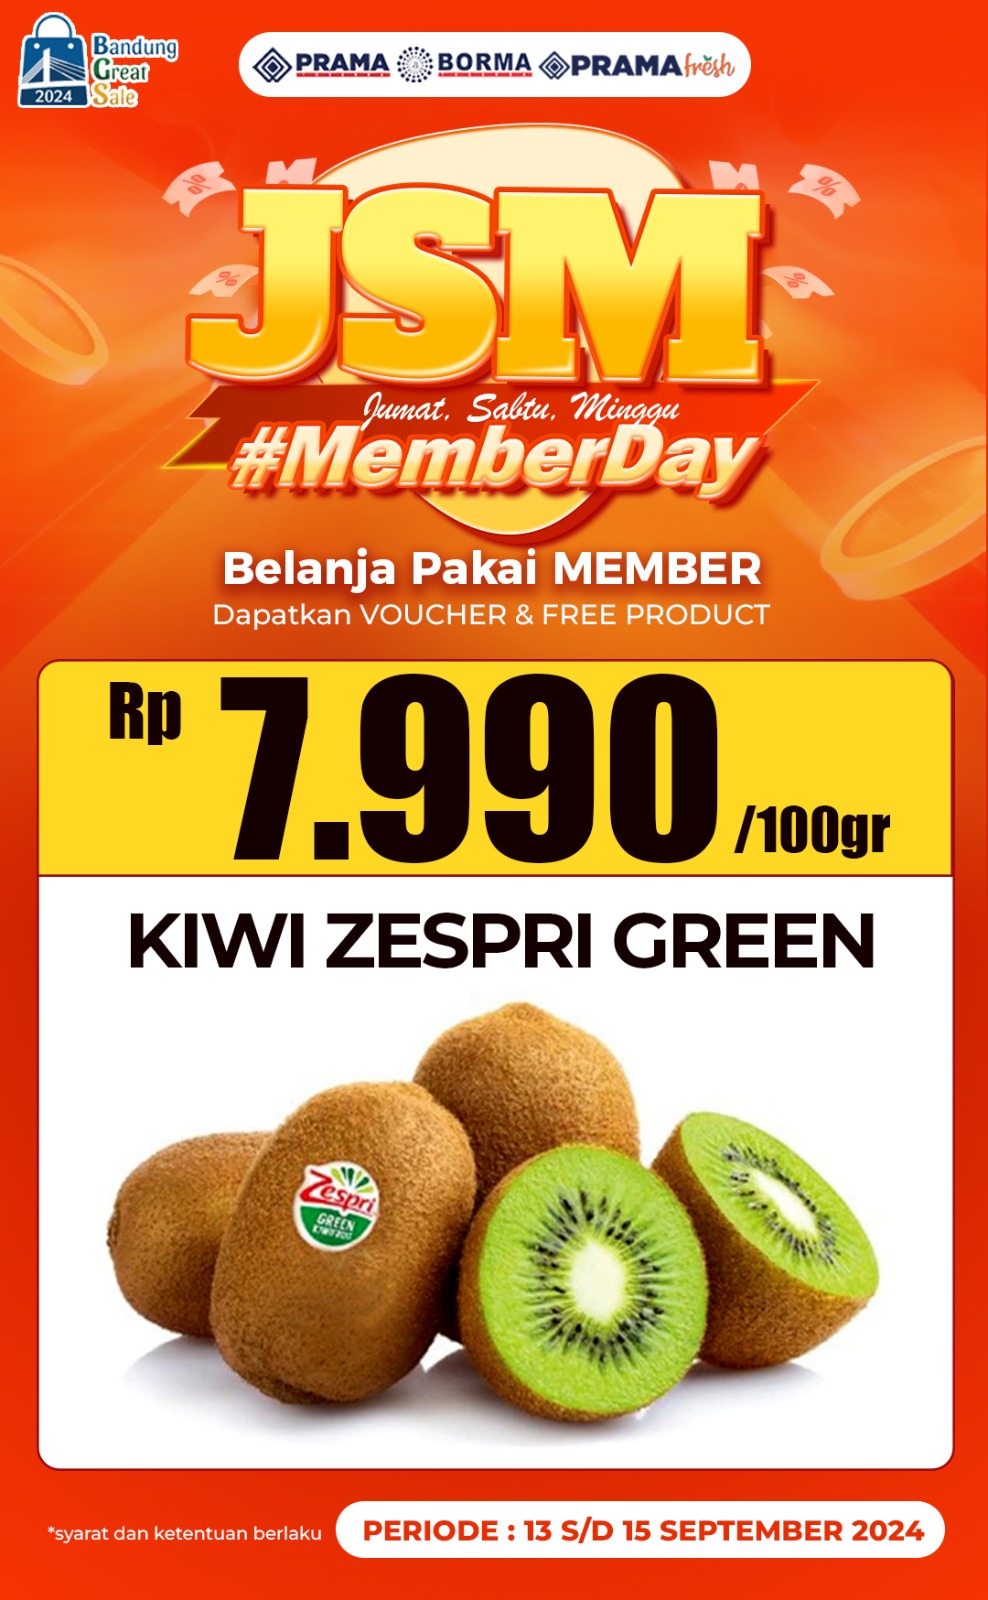 Bandung
Great
Sale
2024
PRAMA BORMA PRAMA fresh
JSM
Jumat, Sabtu, Minggu
#MemberDay
Belanja Pakai MEMBER
Dapatkan VOUCHER & FREE PRODUCT
Rp 7.990 /100gr
KIWI ZESPRI GREEN
Zespri
GREEN
KIWIFRUIT
*syarat dan ketentuan berlaku
PERIODE : 13 S/D 15 SEPTEMBER 2024